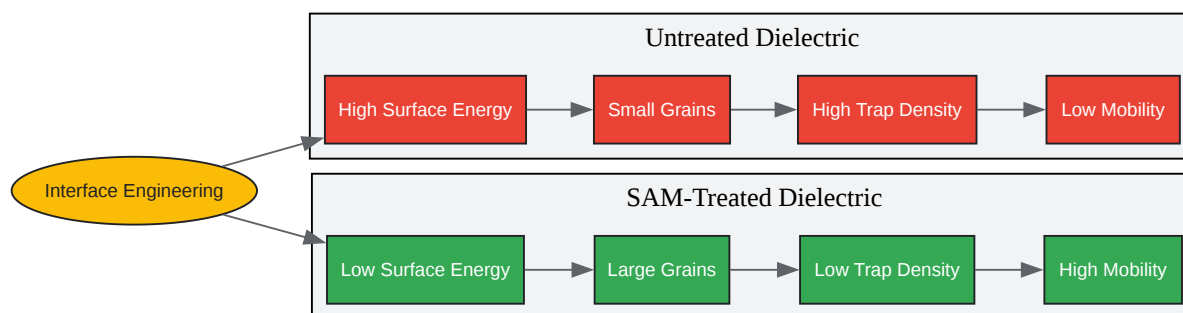 Untreated Dielectric
High Surface Energy
Small Grains
High Trap Density
Low Mobility
Interface Engineering
SAM-Treated Dielectric
Low Surface Energy
Large Grains
Low Trap Density
High Mobility